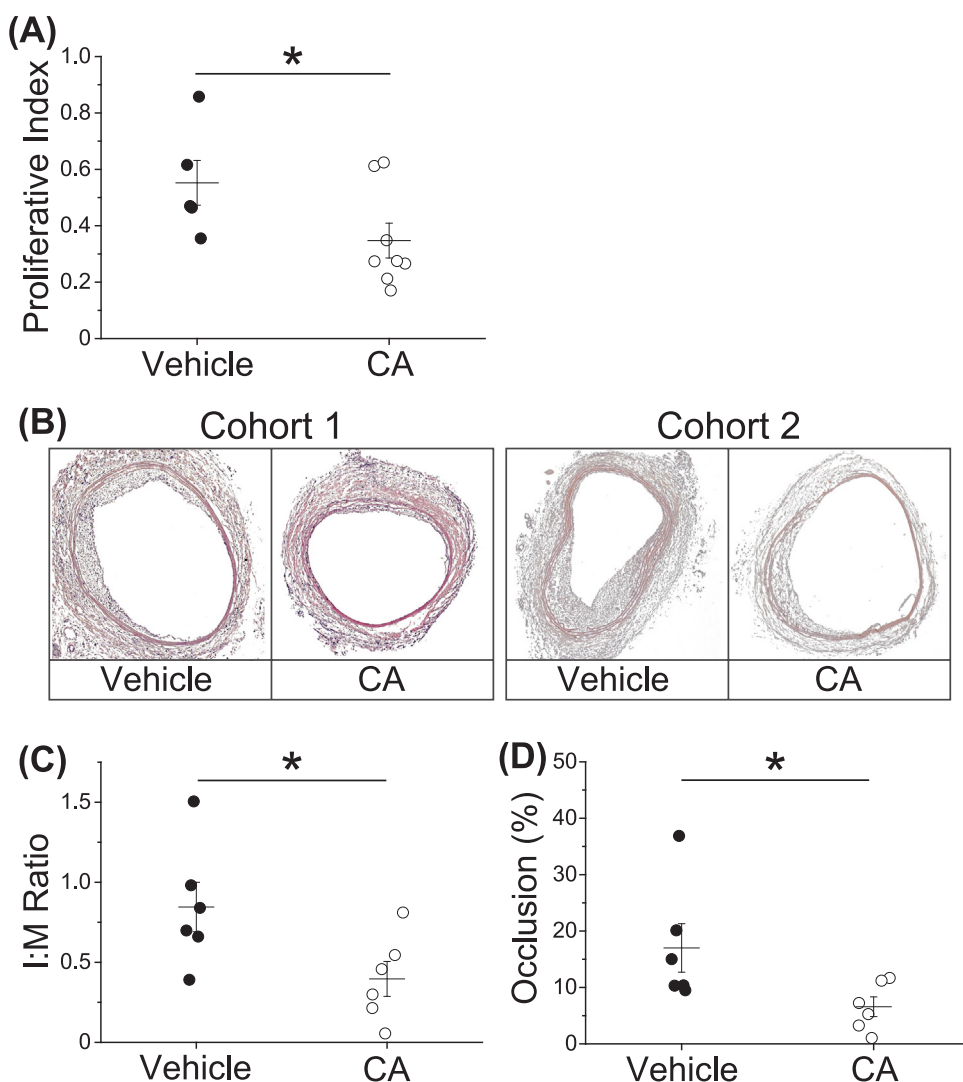 (A)
*
1.0
0.8
0.6
0.4
0.2
0
Proliferative Index
Vehicle CA
(B)
Cohort 1 Cohort 2
Vehicle CA Vehicle CA
(C)
*
1.5
1.0
0.5
0
I:M Ratio
Vehicle CA
(D)
*
50
40
30
20
10
0
Occlusion (%)
Vehicle CA